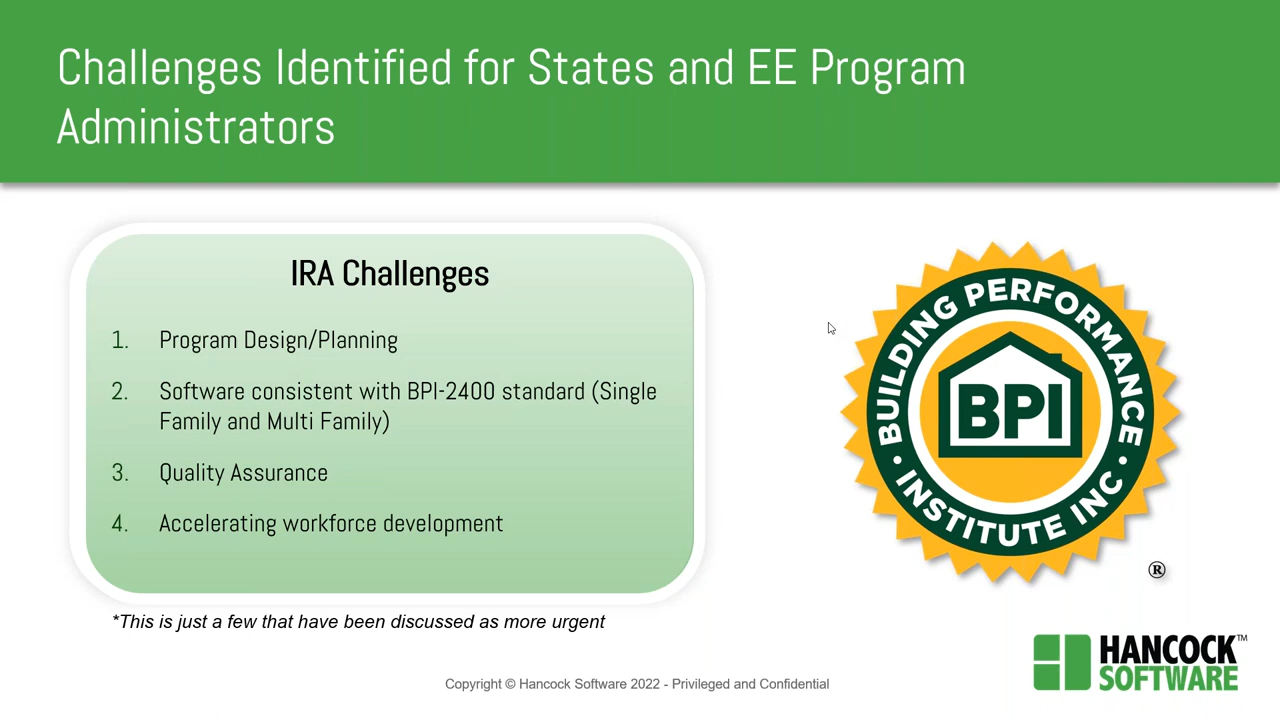 Challenges Identified for States and EE Program
Administrators
IRA Challenges
1. Program Design/Planning
2. Software consistent with BPI-2400 standard (Single
Family and Multi Family)
3. Quality Assurance
4. Accelerating workforce development
*This is just a few that have been discussed as more urgent
BUILDING PERFORMANCE
BPI
• INSTITUTE INC •
®
HANCOCK™
SOFTWARE
Copyright © Hancock Software 2022 - Privileged and Confidential